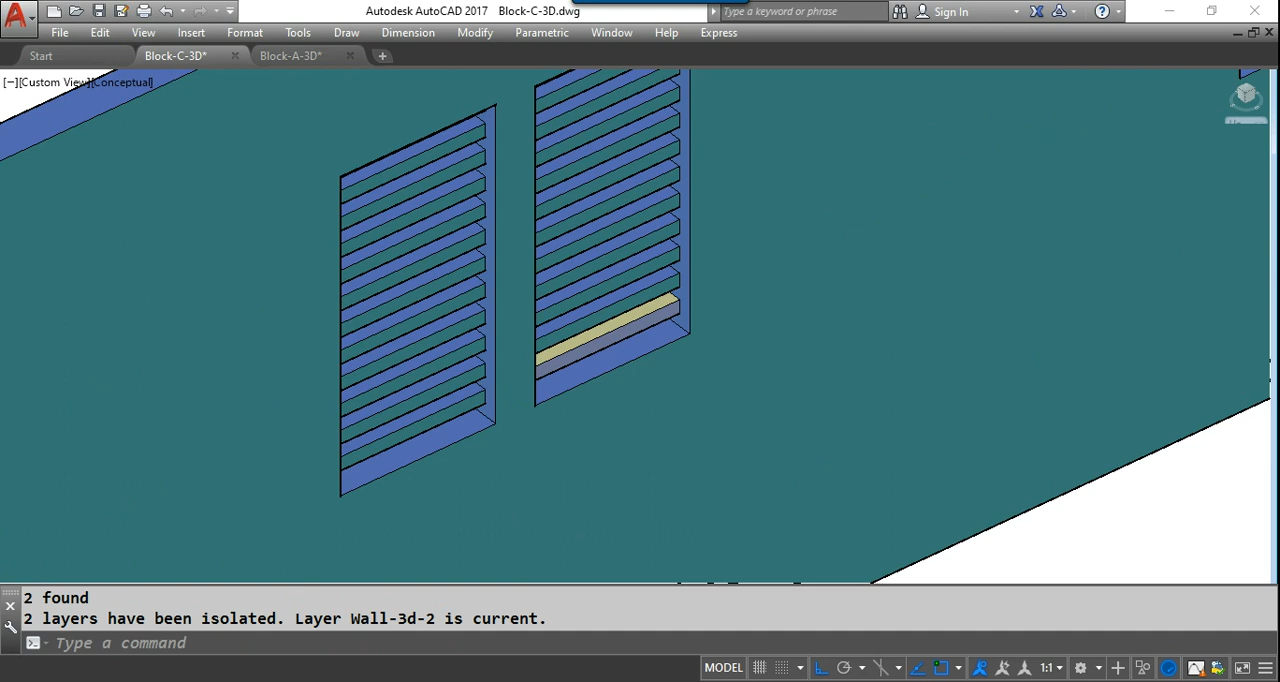 Autodesk AutoCAD 2017 Block-C-3D.dwg
Type a keyword or phrase
Sign In
File Edit View Insert Format Tools Draw Dimension Modify Parametric Window Help Express
Start Block-C-3D* Block-A-3D*
[−][Custom View][Conceptual]
2 found
2 layers have been isolated. Layer Wall-3d-2 is current.
Type a command
MODEL 1:1